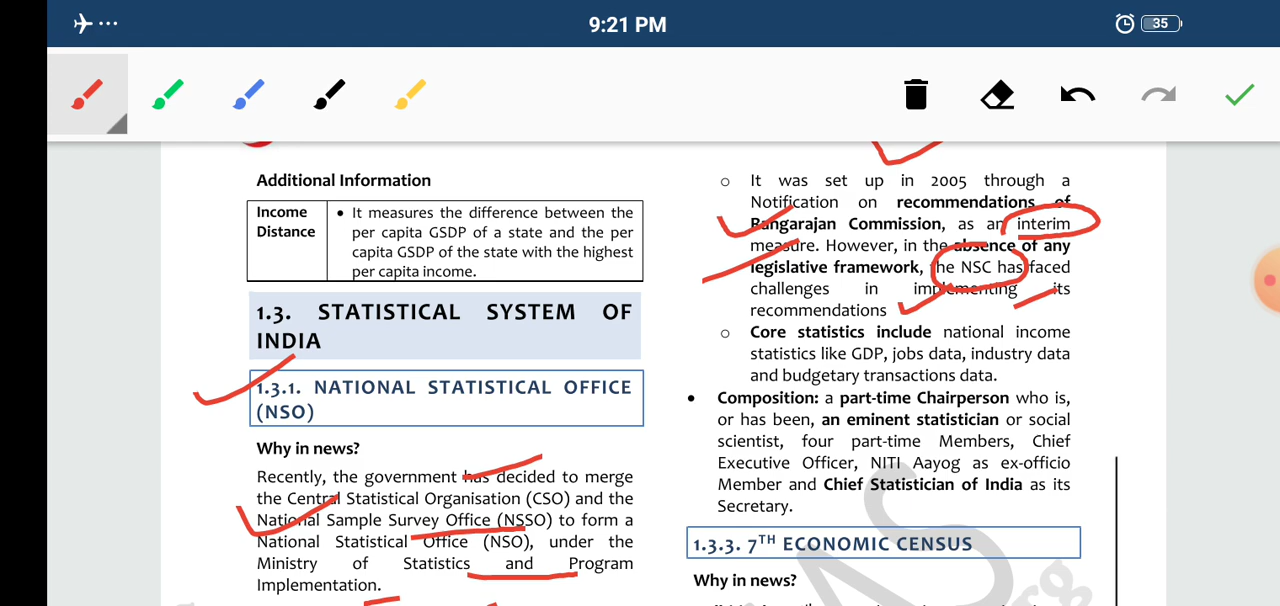 9:21 PM
35
Additional Information
Income Distance
• It measures the difference between the
per capita GSDP of a state and the per
capita GSDP of the state with the highest
per capita income.
1.3. STATISTICAL SYSTEM OF
INDIA
1.3.1. NATIONAL STATISTICAL OFFICE
(NSO)
Why in news?
Recently, the government has decided to merge
the Central Statistical Organisation (CSO) and the
National Sample Survey Office (NSSO) to form a
National Statistical Office (NSO), under the
Ministry of Statistics and Program
Implementation.
o It was set up in 2005 through a
Notification on recommendations of
Rangarajan Commission, as an interim
measure. However, in the absence of any
legislative framework, the NSC has faced
challenges in implementing its
recommendations
o Core statistics include national income
statistics like GDP, jobs data, industry data
and budgetary transactions data.
• Composition: a part-time Chairperson who is,
or has been, an eminent statistician or social
scientist, four part-time Members, Chief
Executive Officer, NITI Aayog as ex-officio
Member and Chief Statistician of India as its
Secretary.
1.3.3. 7TH ECONOMIC CENSUS
Why in news?